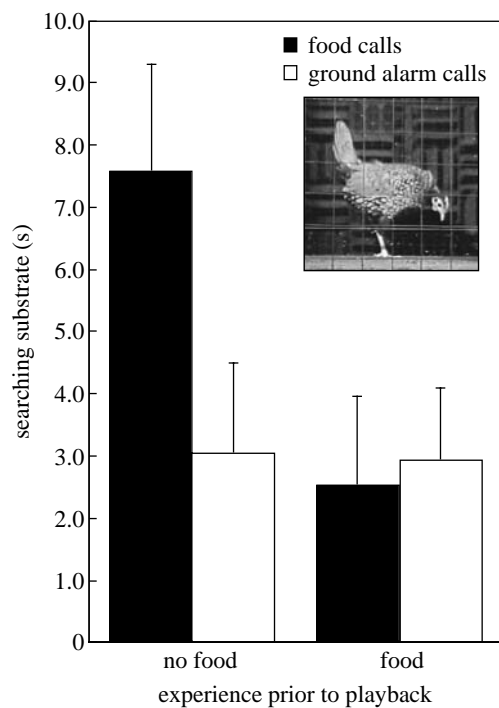 10.0
9.0
8.0
7.0
6.0
5.0
4.0
3.0
2.0
1.0
0
searching substrate (s)
food calls
ground alarm calls
no food
food
experience prior to playback